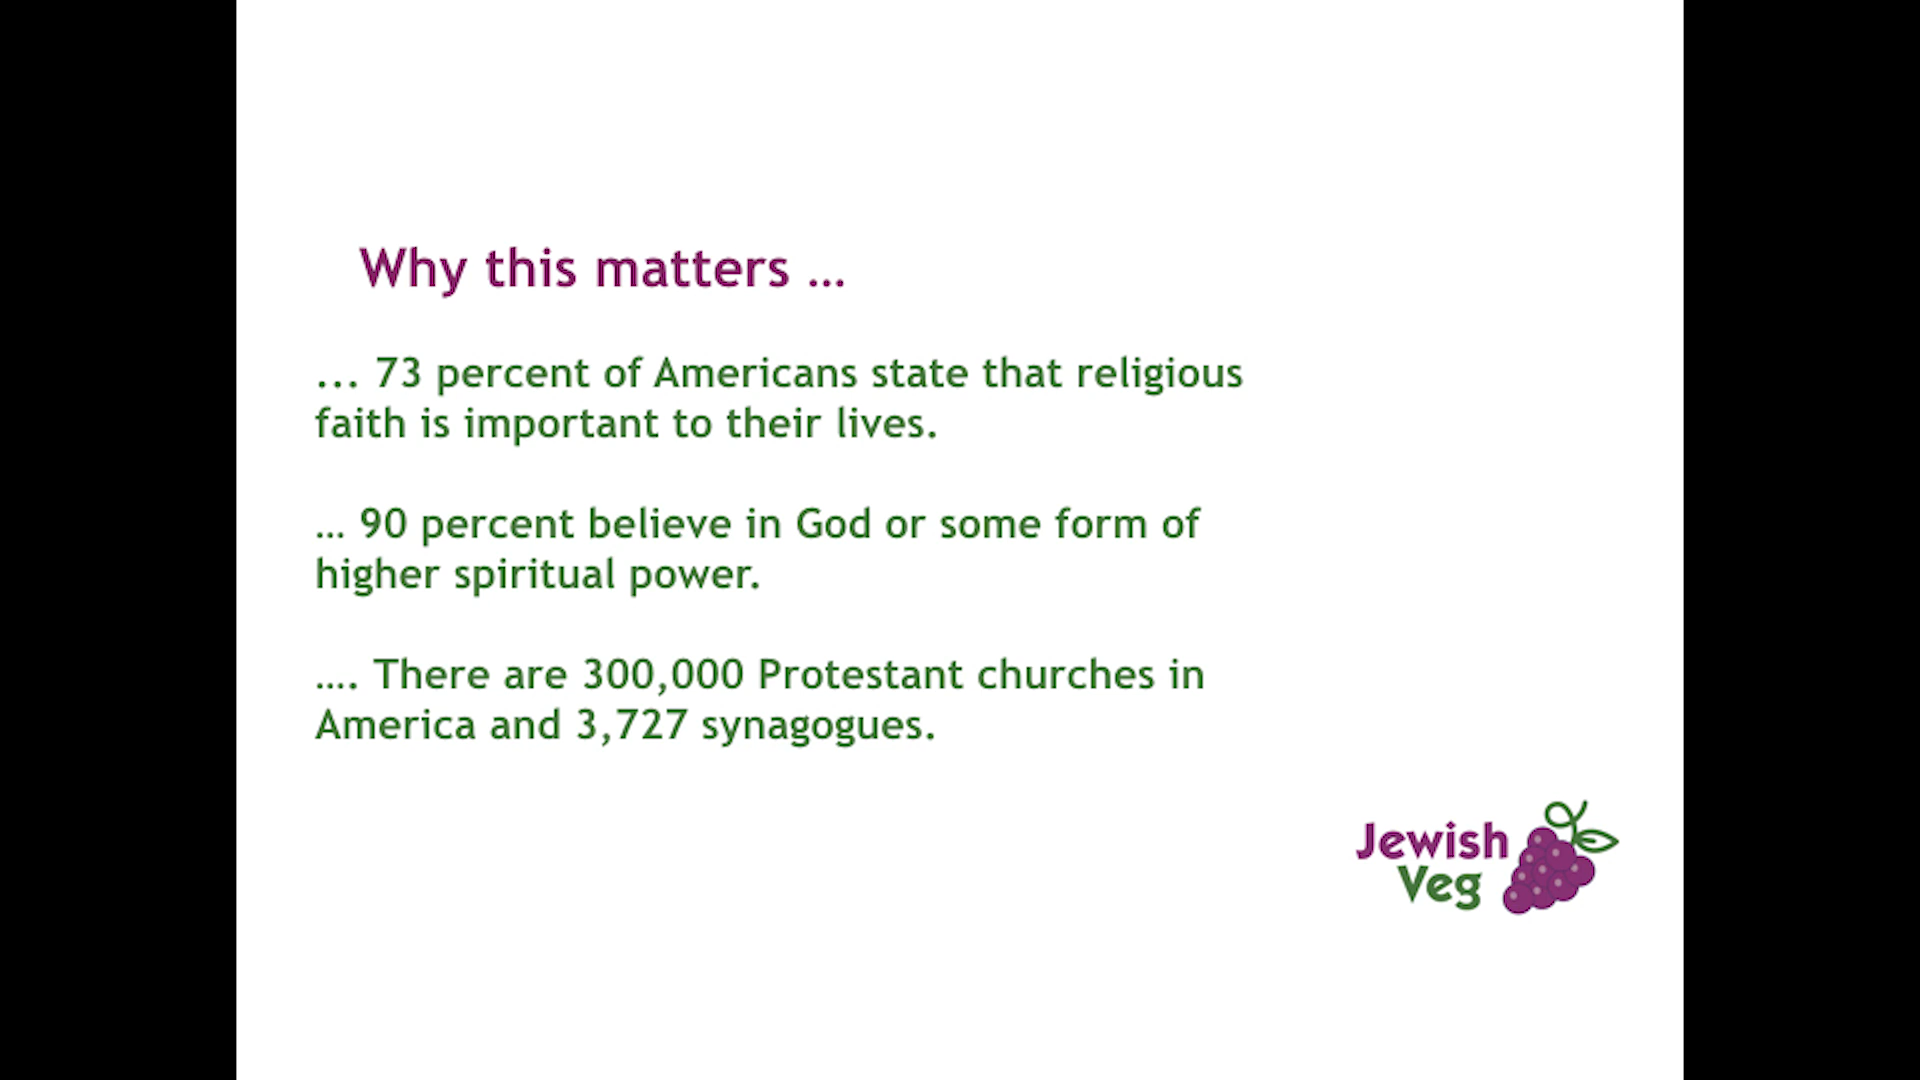 Why this matters …
... 73 percent of Americans state that religious
faith is important to their lives.
… 90 percent believe in God or some form of
higher spiritual power.
…. There are 300,000 Protestant churches in
America and 3,727 synagogues.
Jewish
Veg